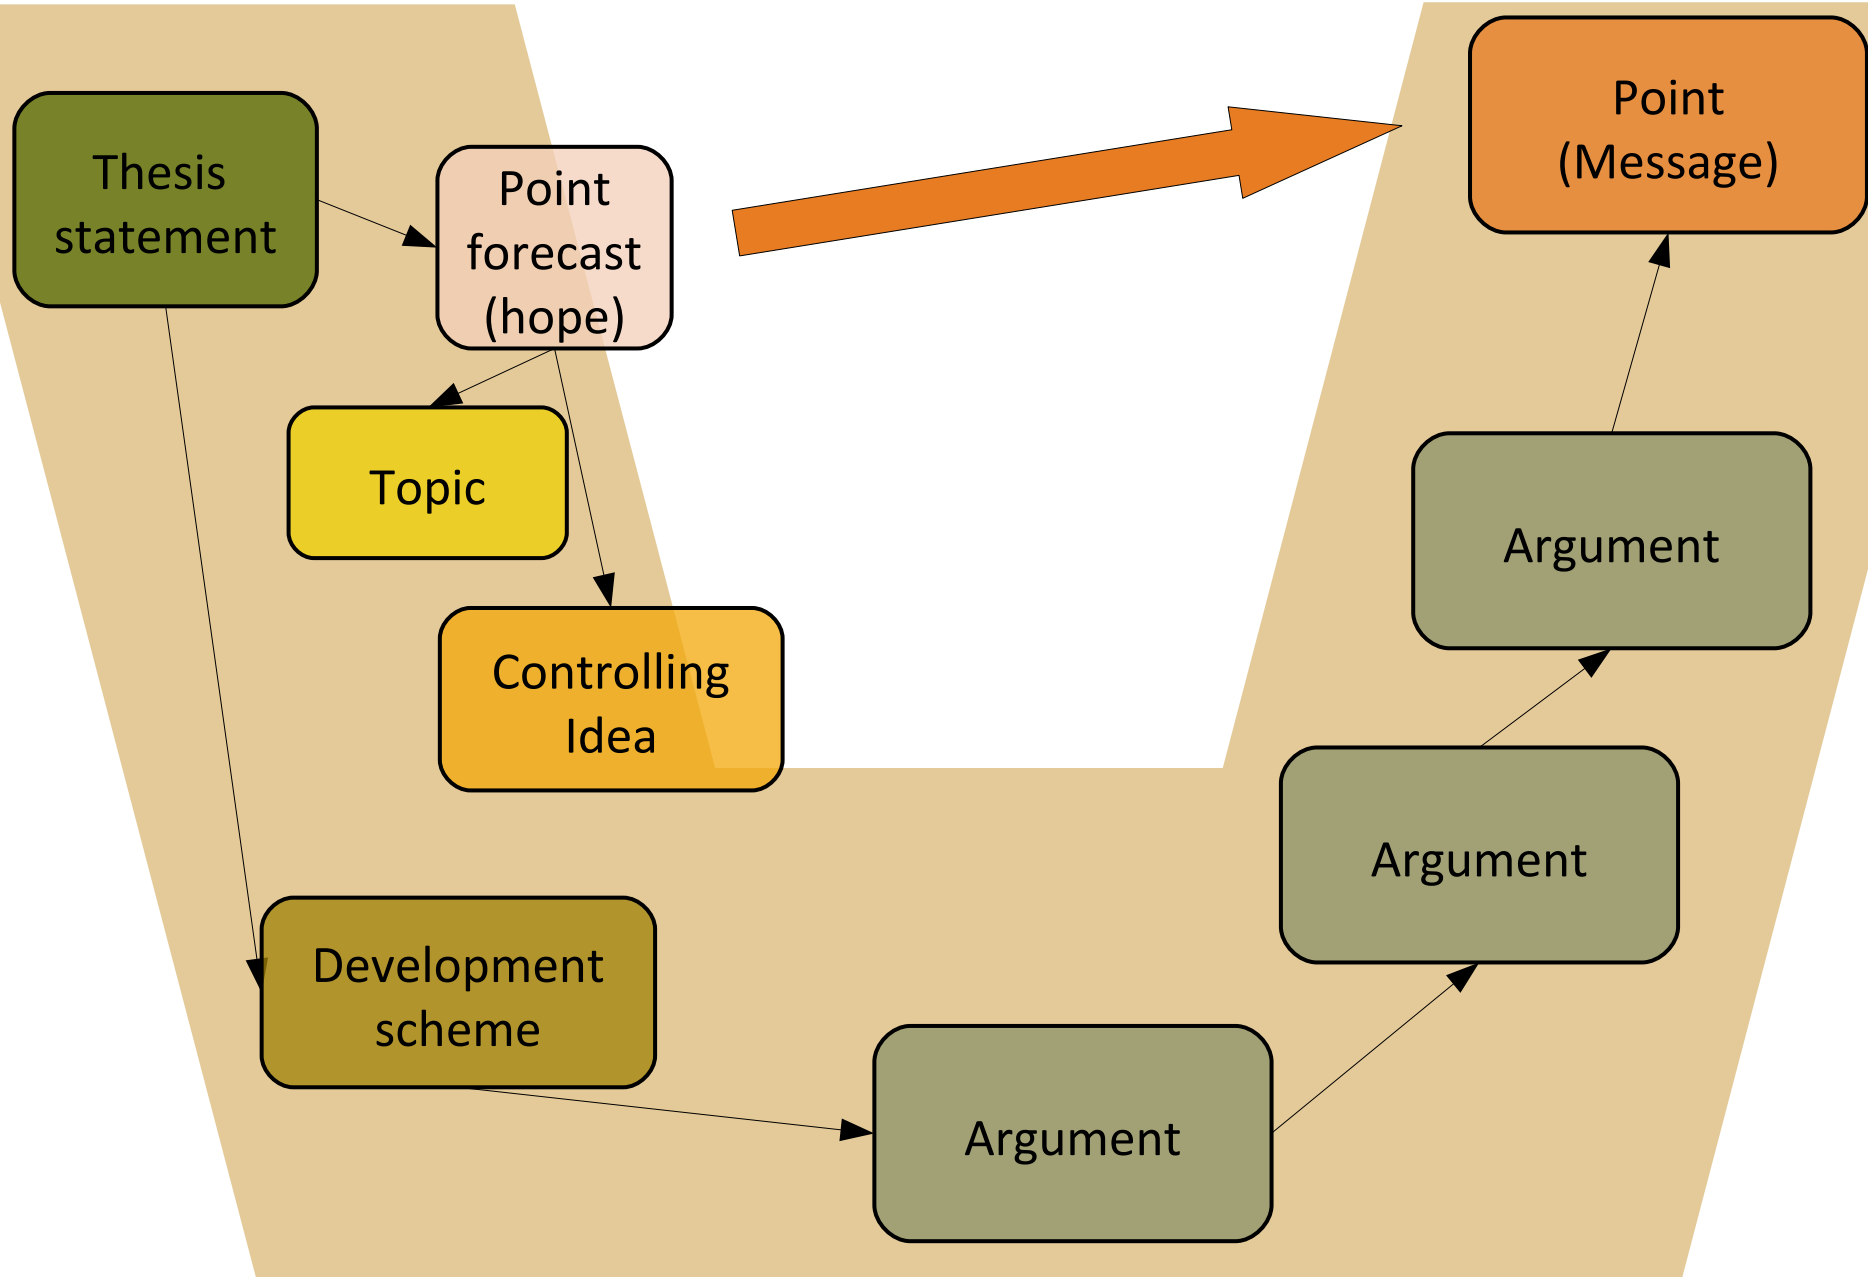 Thesis
statement
Point
forecast
(hope)
Topic
Controlling
Idea
Development
scheme
Argument
Argument
Argument
Point
(Message)